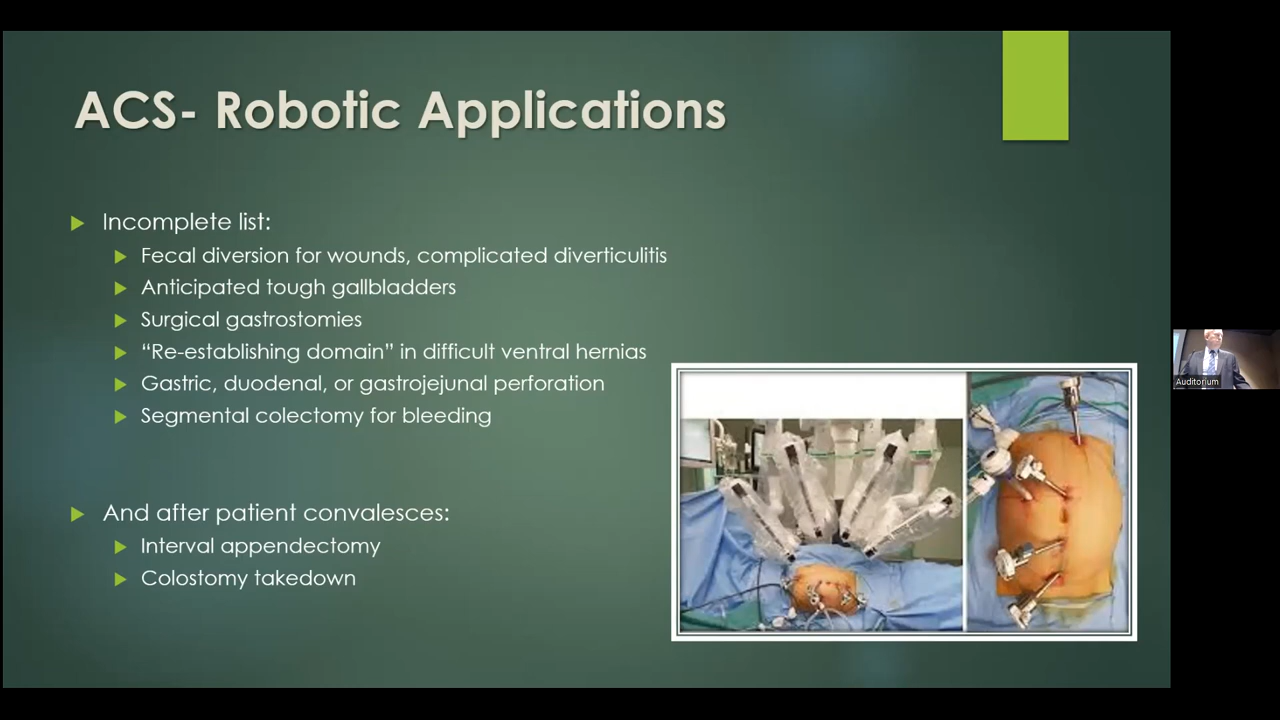 ACS- Robotic Applications
Incomplete list:
Fecal diversion for wounds, complicated diverticulitis
Anticipated tough gallbladders
Surgical gastrostomies
“Re-establishing domain” in difficult ventral hernias
Gastric, duodenal, or gastrojejunal perforation
Segmental colectomy for bleeding
And after patient convalesces:
Interval appendectomy
Colostomy takedown
Auditorium